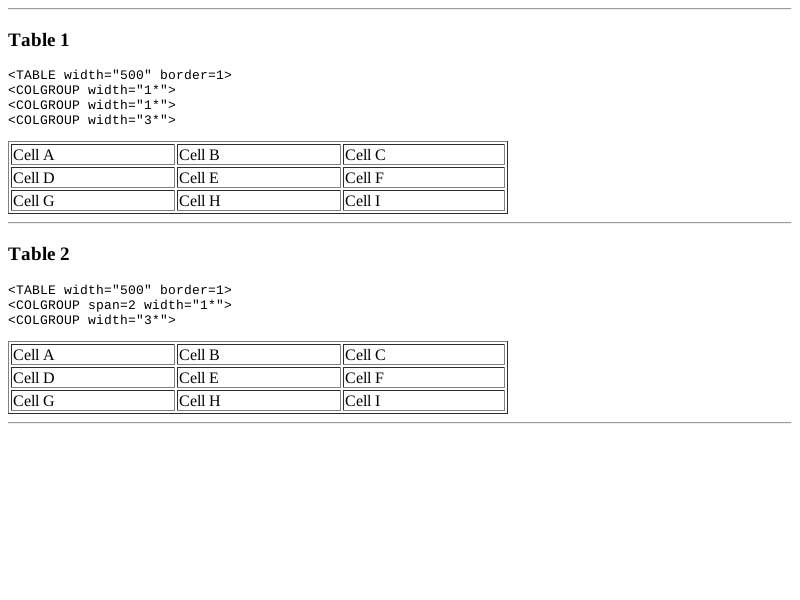 Table 1
<TABLE width="500" border=1>
<COLGROUP width="1*">
<COLGROUP width="1*">
<COLGROUP width="3*">
Cell A Cell B Cell C
Cell D Cell E Cell F
Cell G Cell H Cell I
Table 2
<TABLE width="500" border=1>
<COLGROUP span=2 width="1*">
<COLGROUP width="3*">
Cell A Cell B Cell C
Cell D Cell E Cell F
Cell G Cell H Cell I